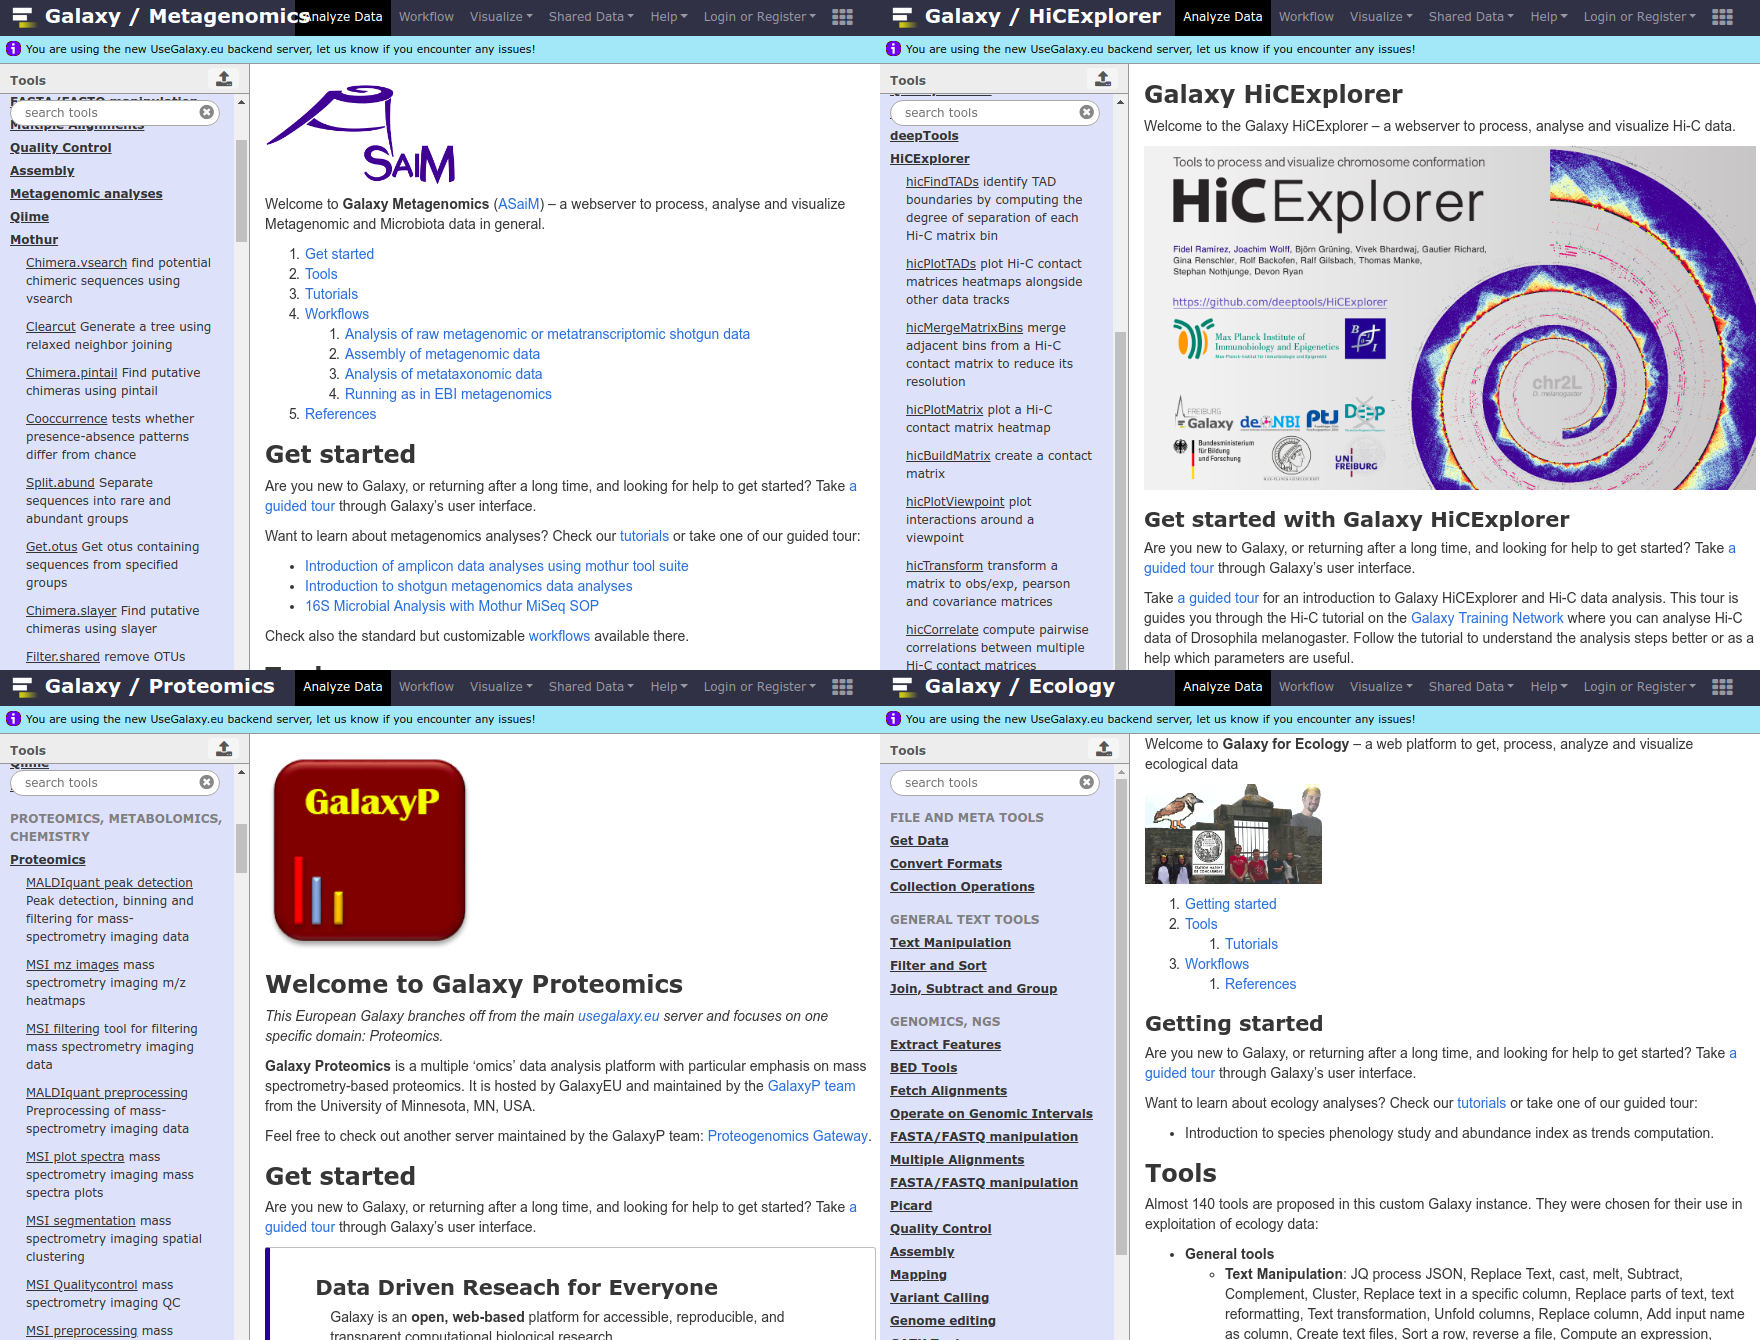 Galaxy / Metagenomics
Analyze Data Workflow Visualize Shared Data Help Login or Register
You are using the new UseGalaxy.eu backend server, let us know if you encounter any issues!
Tools
FASTA/FASTQ manipulation
search tools
Multiple Alignments
Quality Control
Assembly
Metagenomic analyses
Qiime
Mothur
Chimera.vsearch find potential
chimeric sequences using
vsearch
Clearcut Generate a tree using
relaxed neighbor joining
Chimera.pintail Find putative
chimeras using pintail
Cooccurrence tests whether
presence-absence patterns
differ from chance
Split.abund Separate
sequences into rare and
abundant groups
Get.otus Get otus containing
sequences from specified
groups
Chimera.slayer Find putative
chimeras using slayer
Filter.shared remove OTUs
ASaiM
Welcome to Galaxy Metagenomics (ASaiM) – a webserver to process, analyse and visualize
Metagenomic and Microbiota data in general.
1. Get started
2. Tools
3. Tutorials
4. Workflows
1. Analysis of raw metagenomic or metatranscriptomic shotgun data
2. Assembly of metagenomic data
3. Analysis of metataxonomic data
4. Running as in EBI metagenomics
5. References
Get started
Are you new to Galaxy, or returning after a long time, and looking for help to get started? Take a
guided tour through Galaxy’s user interface.
Want to learn about metagenomics analyses? Check our tutorials or take one of our guided tour:
• Introduction of amplicon data analyses using mothur tool suite
• Introduction to shotgun metagenomics data analyses
• 16S Microbial Analysis with Mothur MiSeq SOP
Check also the standard but customizable workflows available there.
Galaxy / HiCExplorer
Analyze Data Workflow Visualize Shared Data Help Login or Register
You are using the new UseGalaxy.eu backend server, let us know if you encounter any issues!
Tools
search tools
deepTools
HiCExplorer
hicFindTADs identify TAD
boundaries by computing the
degree of separation of each
Hi-C matrix bin
hicPlotTADs plot Hi-C contact
matrices heatmaps alongside
other data tracks
hicMergeMatrixBins merge
adjacent bins from a Hi-C
contact matrix to reduce its
resolution
hicPlotMatrix plot a Hi-C
contact matrix heatmap
hicBuildMatrix create a contact
matrix
hicPlotViewpoint plot
interactions around a
viewpoint
hicTransform transform a
matrix to obs/exp, pearson
and covariance matrices
hicCorrelate compute pairwise
correlations between multiple
Hi-C contact matrices
Galaxy HiCExplorer
Welcome to the Galaxy HiCExplorer – a webserver to process, analyse and visualize Hi-C data.
Tools to process and visualize chromosome conformation
HiCExplorer
Fidel Ramírez, Joachim Wolff, Björn Grüning, Vivek Bhardwaj, Gautier Richard,
Gina Renschler, Rolf Backofen, Ralf Gilsbach, Thomas Manke,
Stephan Nothjunge, Devon Ryan
https://github.com/deeptools/HiCExplorer
Max Planck Institute of
Immunobiology and Epigenetics
Max-Planck-Institut für Immunbiologie und Epigenetik
chr2L
D. melanogaster
FREIBURG
Galaxy
de.NBI
PtJ
DEEP
Bundesministerium
für Bildung
und Forschung
MAX-PLANCK-GESELLSCHAFT
UNI
FREIBURG
Get started with Galaxy HiCExplorer
Are you new to Galaxy, or returning after a long time, and looking for help to get started? Take a
guided tour through Galaxy’s user interface.
Take a guided tour for an introduction to Galaxy HiCExplorer and Hi-C data analysis. This tour is
guides you through the Hi-C tutorial on the Galaxy Training Network where you can analyse Hi-C
data of Drosophila melanogaster. Follow the tutorial to understand the analysis steps better or as a
help which parameters are useful.
Galaxy / Proteomics
Analyze Data Workflow Visualize Shared Data Help Login or Register
You are using the new UseGalaxy.eu backend server, let us know if you encounter any issues!
Tools
Qiime
search tools
PROTEOMICS, METABOLOMICS,
CHEMISTRY
Proteomics
MALDIquant peak detection
Peak detection, binning and
filtering for mass-
spectrometry imaging data
MSI mz images mass
spectrometry imaging m/z
heatmaps
MSI filtering tool for filtering
mass spectrometry imaging
data
MALDIquant preprocessing
Preprocessing of mass-
spectrometry imaging data
MSI plot spectra mass
spectrometry imaging mass
spectra plots
MSI segmentation mass
spectrometry imaging spatial
clustering
MSI Qualitycontrol mass
spectrometry imaging QC
MSI preprocessing mass
GalaxyP
Welcome to Galaxy Proteomics
This European Galaxy branches off from the main usegalaxy.eu server and focuses on one
specific domain: Proteomics.
Galaxy Proteomics is a multiple ‘omics’ data analysis platform with particular emphasis on mass
spectrometry-based proteomics. It is hosted by GalaxyEU and maintained by the GalaxyP team
from the University of Minnesota, MN, USA.
Feel free to check out another server maintained by the GalaxyP team: Proteogenomics Gateway.
Get started
Are you new to Galaxy, or returning after a long time, and looking for help to get started? Take a
guided tour through Galaxy’s user interface.
Data Driven Reseach for Everyone
Galaxy is an open, web-based platform for accessible, reproducible, and
transparent computational biological research
Galaxy / Ecology
Analyze Data Workflow Visualize Shared Data Help Login or Register
You are using the new UseGalaxy.eu backend server, let us know if you encounter any issues!
Tools
search tools
FILE AND META TOOLS
Get Data
Convert Formats
Collection Operations
GENERAL TEXT TOOLS
Text Manipulation
Filter and Sort
Join, Subtract and Group
GENOMICS, NGS
Extract Features
BED Tools
Fetch Alignments
Operate on Genomic Intervals
FASTA/FASTQ manipulation
Multiple Alignments
FASTA/FASTQ manipulation
Picard
Quality Control
Assembly
Mapping
Variant Calling
Genome editing
Welcome to Galaxy for Ecology – a web platform to get, process, analyze and visualize
ecological data
STATION MARINE
DE CONCARNEAU
1. Getting started
2. Tools
1. Tutorials
3. Workflows
1. References
Getting started
Are you new to Galaxy, or returning after a long time, and looking for help to get started? Take a
guided tour through Galaxy’s user interface.
Want to learn about ecology analyses? Check our tutorials or take one of our guided tour:
• Introduction to species phenology study and abundance index as trends computation.
Tools
Almost 140 tools are proposed in this custom Galaxy instance. They were chosen for their use in
exploitation of ecology data:
• General tools
◦ Text Manipulation: JQ process JSON, Replace Text, cast, melt, Subtract,
Complement, Cluster, Replace text in a specific column, Replace parts of text, text
reformatting, Text transformation, Unfold columns, Replace column, Add input name
as column, Create text files, Sort a row, reverse a file, Compute an expression,